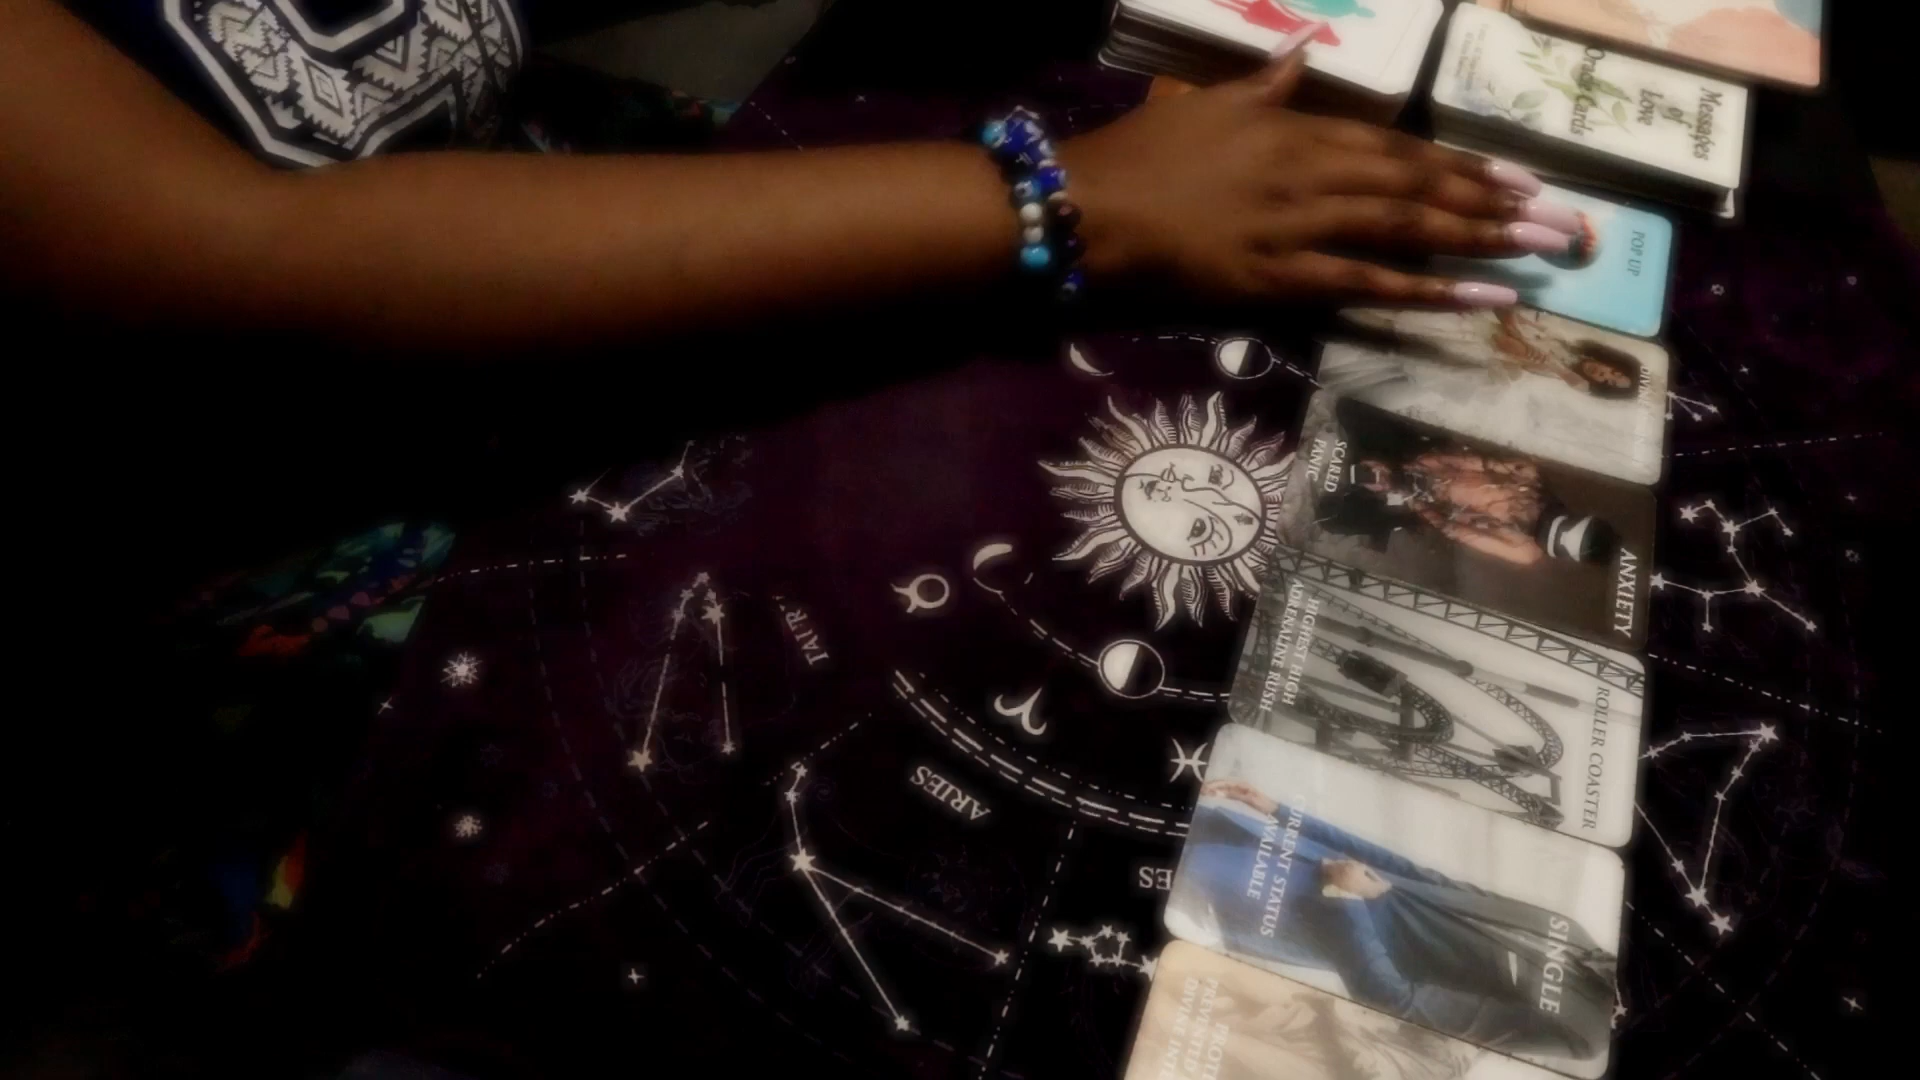 Messages
of
Love
Oracle Cards
POP UP
SCARED
PANIC
ANXIETY
HIGHEST HIGH
ADRENALINE RUSH
ROLLER COASTER
CURRENT STATUS
AVAILABLE
SINGLE
PREVENTED
ARIES